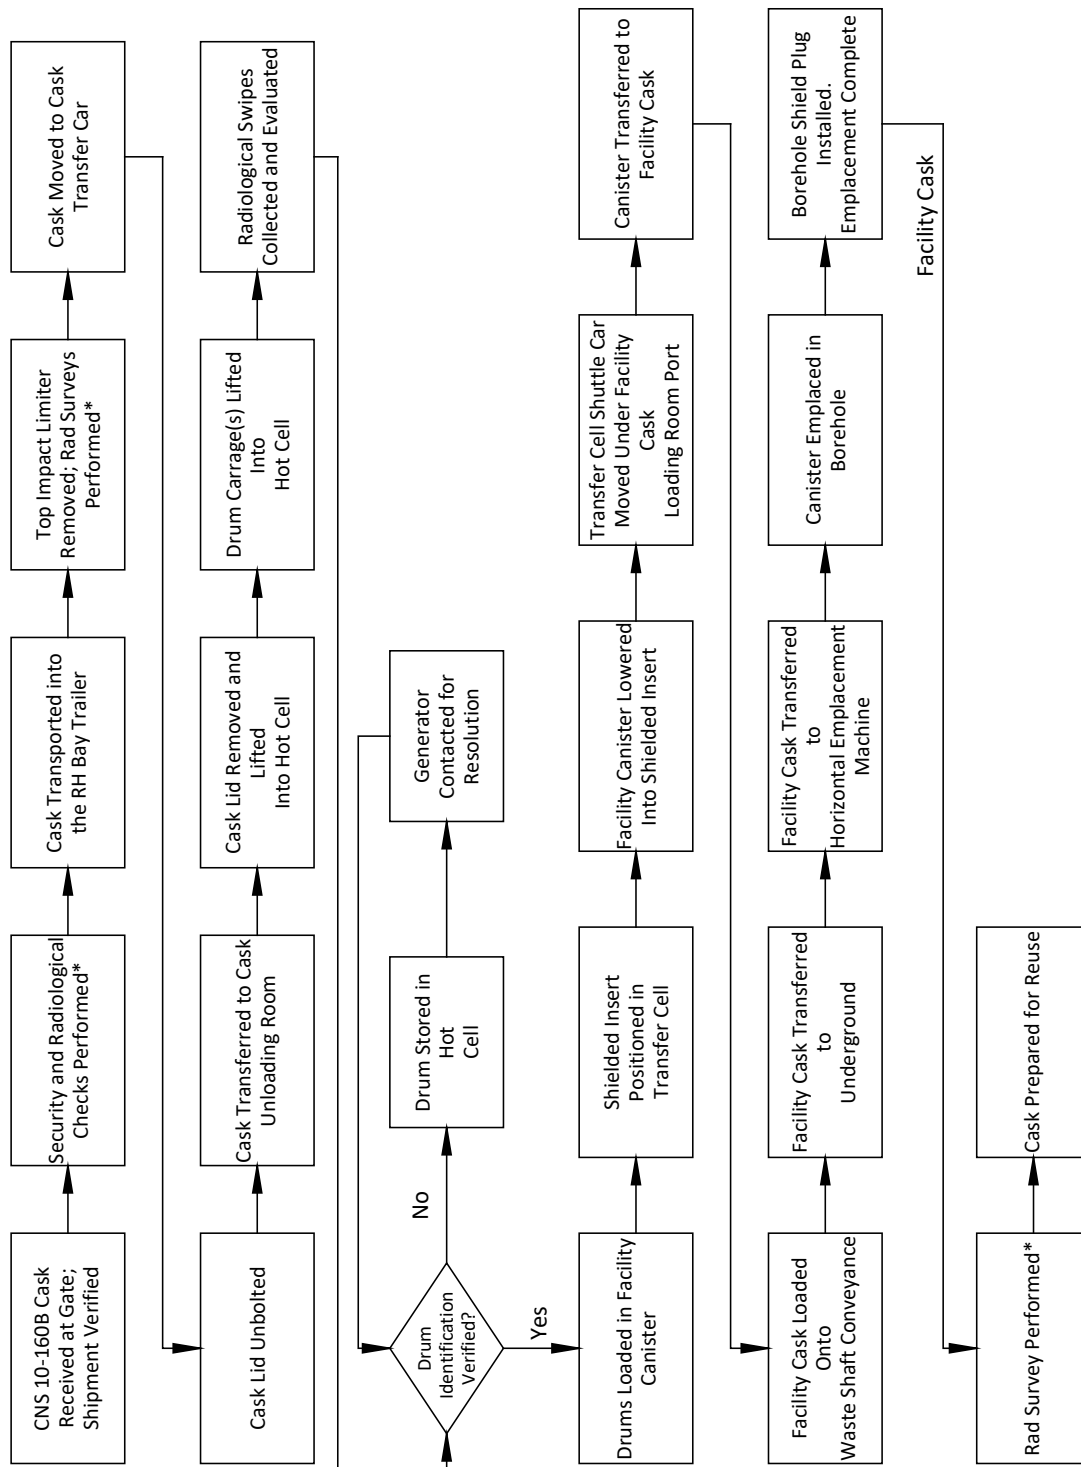 CNS 10-160B Cask
Received at Gate;
Shipment Verified
Security and Radiological
Checks Performed*
Cask Transported into
the RH Bay Trailer
Top Impact Limiter
Removed; Rad Surveys
Performed*
Cask Moved to Cask
Transfer Car
Cask Lid Unbolted
Cask Transferred to Cask
Unloading Room
Cask Lid Removed and
Lifted
Into Hot Cell
Drum Carrage(s) Lifted
Into
Hot Cell
Radiological Swipes
Collected and Evaluated
Drum
Identification
Verified?
No
Drum Stored in
Hot
Cell
Generator
Contacted for
Resolution
Yes
Drums Loaded in Facility
Canister
Shielded Insert
Positioned in
Transfer Cell
Facility Canister Lowered
Into Shielded Insert
Transfer Cell Shuttle Car
Moved Under Facility
Cask
Loading Room Port
Canister Transferred to
Facility Cask
Facility Cask Loaded
Onto
Waste Shaft Conveyance
Facility Cask Transferred
to
Underground
Facility Cask Transferred
to
Horizontal Emplacement
Machine
Canister Emplaced in
Borehole
Borehole Shield Plug
Installed.
Emplacement Complete
Facility Cask
Rad Survey Performed*
Cask Prepared for Reuse